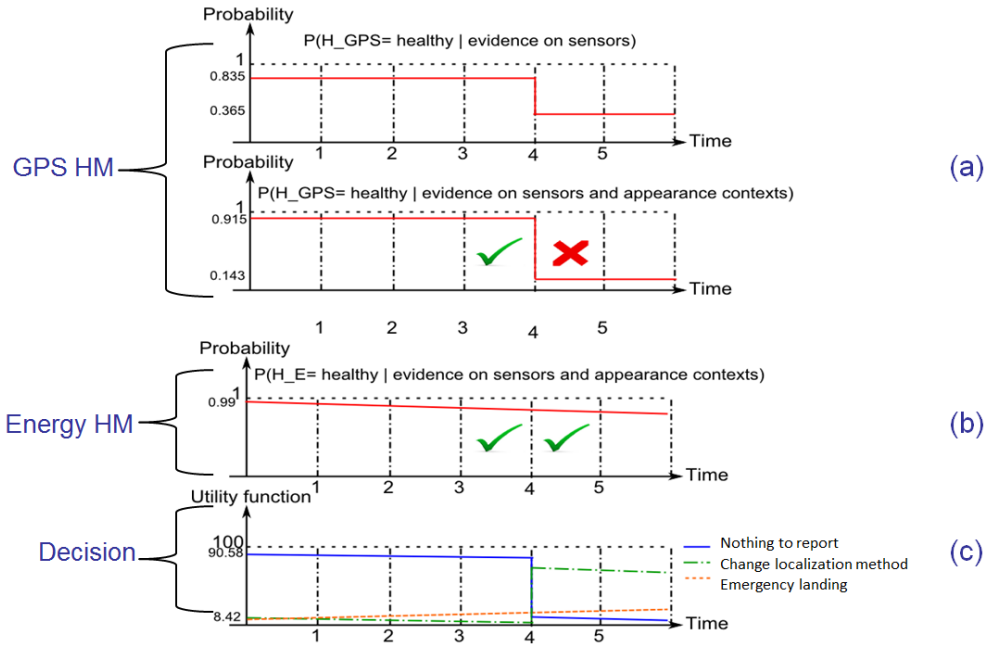 Probability
P(H_GPS= healthy | evidence on sensors)
1
0.835
0.365
Time
1 2 3 4 5
GPS HM
(a)
Probability
P(H_GPS= healthy | evidence on sensors and appearance contexts)
1
0.915
0.143
Time
1 2 3 4 5
Probability
P(H_E= healthy | evidence on sensors and appearance contexts)
1
0.99
Energy HM
(b)
Time
1 2 3 4 5
Utility function
100
90.58
Decision
(c)
Nothing to report
Change localization method
Emergency landing
8.42
Time
1 2 3 4 5